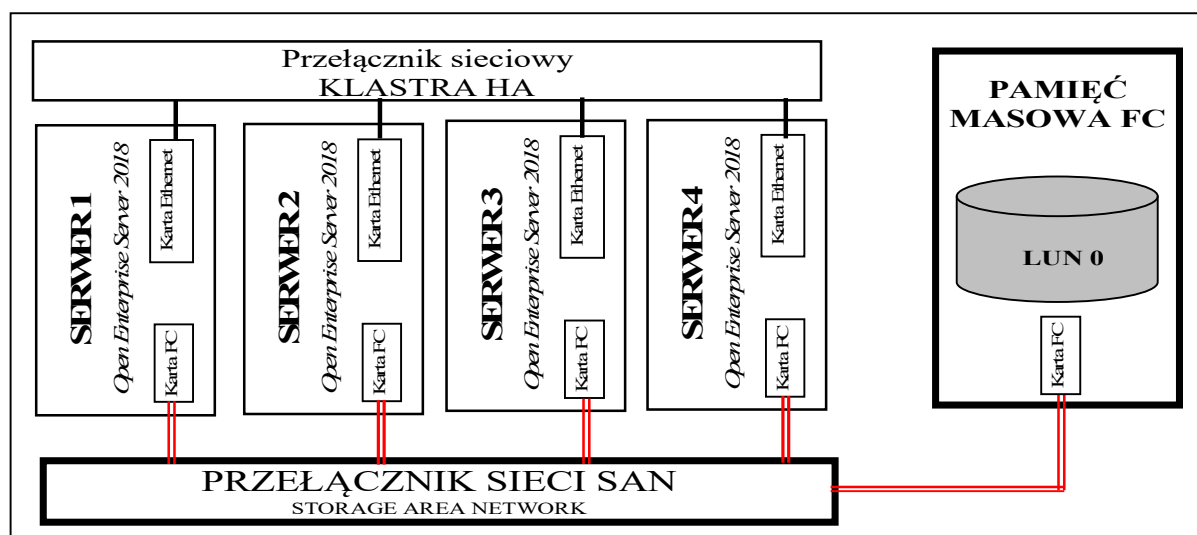 Przełącznik sieciowy
KLASTRA HA
SERWER1
Open Enterprise Server 2018
Karta Ethernet
Karta FC
SERWER2
Open Enterprise Server 2018
Karta Ethernet
Karta FC
SERWER3
Open Enterprise Server 2018
Karta Ethernet
Karta FC
SERWER4
Open Enterprise Server 2018
Karta Ethernet
Karta FC
PAMIĘĆ
MASOWA FC
LUN 0
Karta FC
PRZEŁĄCZNIK SIECI SAN
STORAGE AREA NETWORK